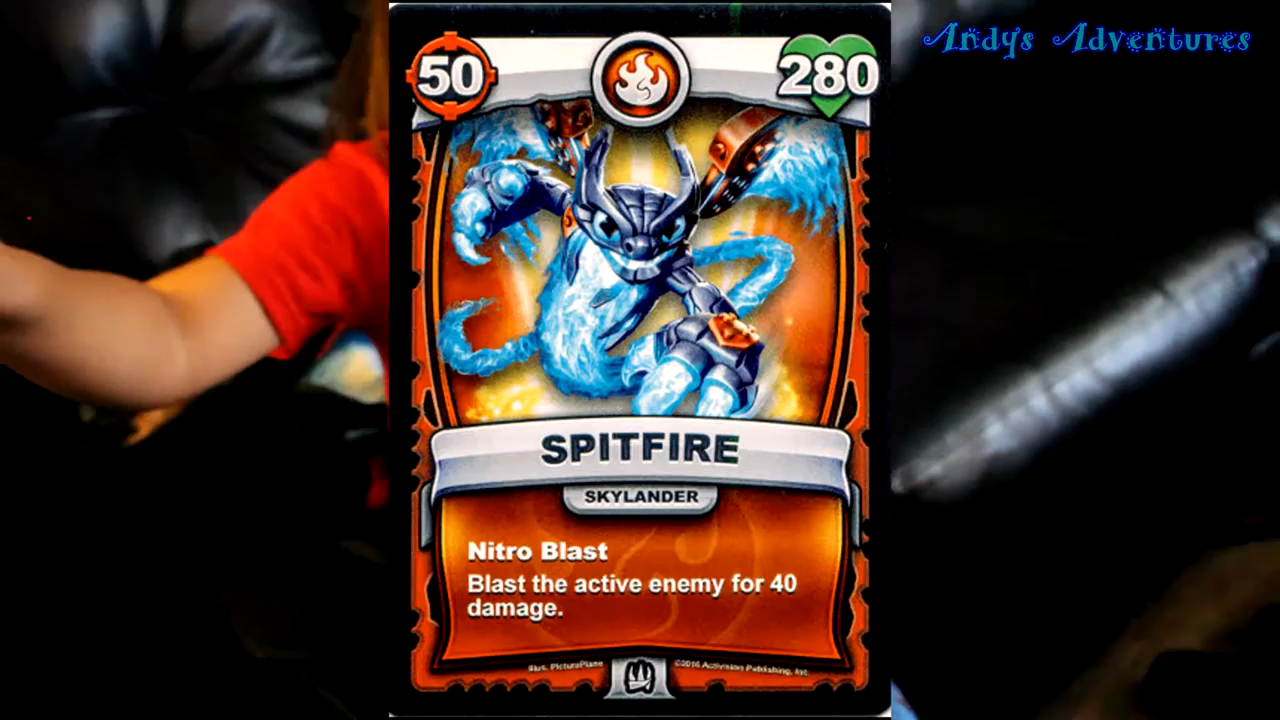 Andy's Adventures
50
280
SPITFIRE
SKYLANDER
Nitro Blast
Blast the active enemy for 40
damage.
Illus. PicturePlane
©2016 Activision Publishing, Inc.